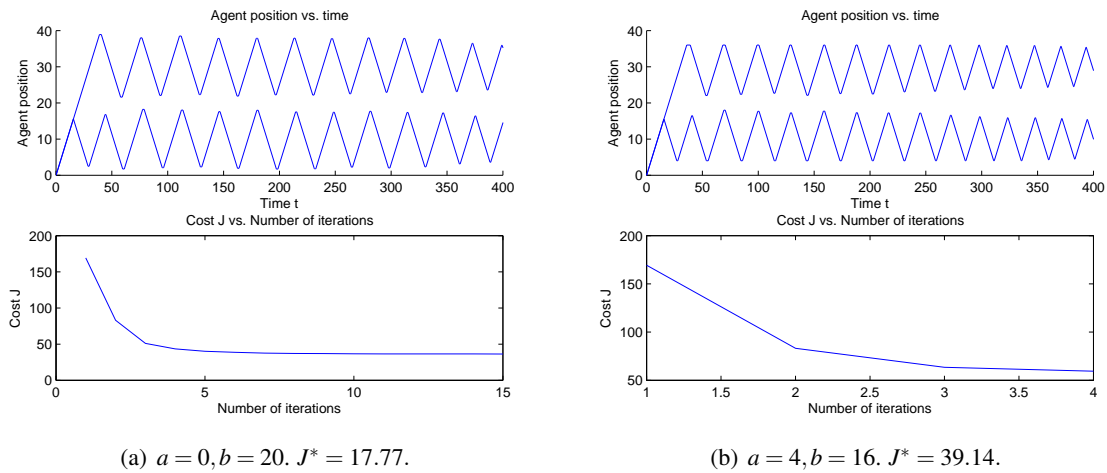 Agent position vs. time
40
30
20
10
0
Agent position
0 50 100 150 200 250 300 350 400
Time t
Cost J vs. Number of iterations
200
150
100
50
0
Cost J
0 5 10 15
Number of iterations
(a) a = 0, b = 20. J* = 17.77.
Agent position vs. time
40
30
20
10
0
Agent position
0 50 100 150 200 250 300 350 400
Time t
Cost J vs. Number of iterations
200
150
100
50
Cost J
1 1.5 2 2.5 3 3.5 4
Number of iterations
(b) a = 4, b = 16. J* = 39.14.